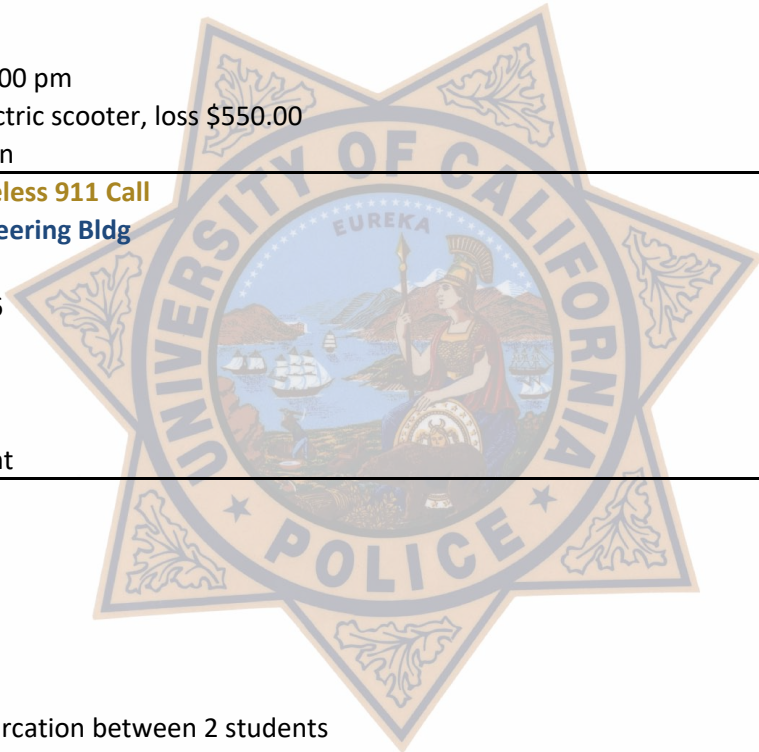 00 pm
ctric scooter, loss $550.00
n
eless 911 Call
eering Bldg
nt
UNIVERSITY OF CALIFORNIA
EUREKA
POLICE
rcation between 2 students